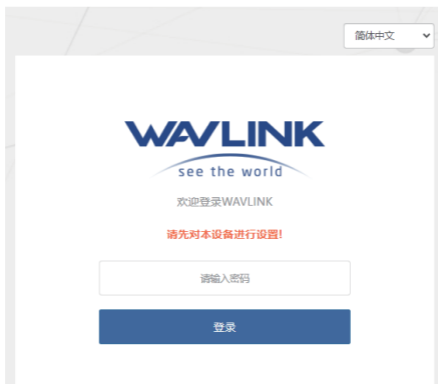 简体中文
WAVLINK
see the world
欢迎登录WAVLINK
请先对本设备进行设置!
请输入密码
登录